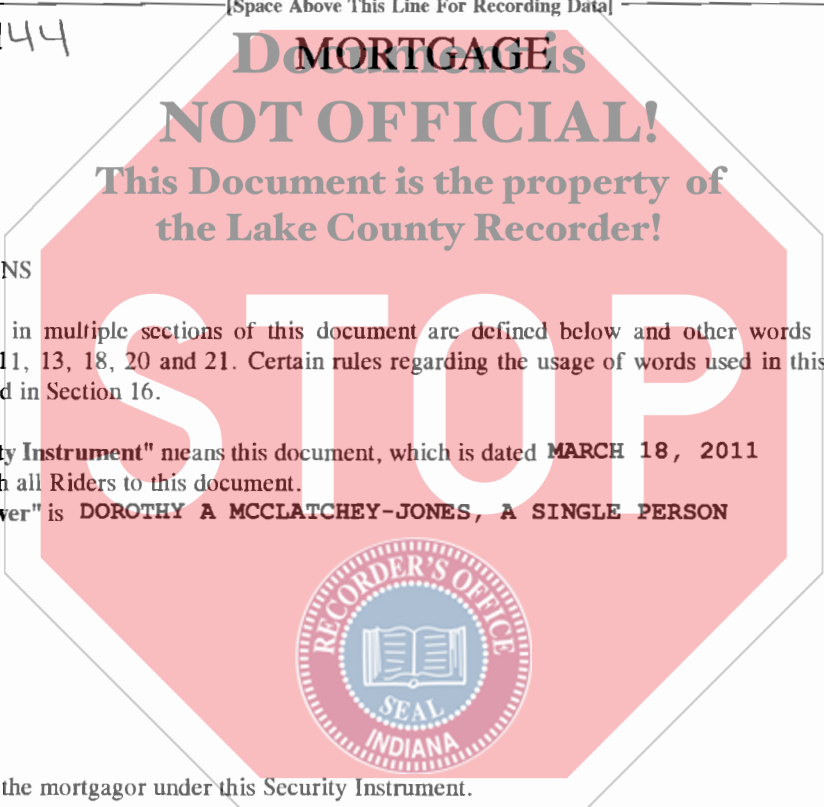 [Space Above This Line For Recording Data]
144
MORTGAGE
Document is
NOT OFFICIAL!
This Document is the property of
the Lake County Recorder!
NS
in multiple sections of this document are defined below and other words
11, 13, 18, 20 and 21. Certain rules regarding the usage of words used in this
d in Section 16.
STOP
ty Instrument" means this document, which is dated MARCH 18, 2011
h all Riders to this document.
ver" is DOROTHY A MCCLATCHEY-JONES, A SINGLE PERSON
RECORDER'S OFFICE
SEAL
INDIANA
the mortgagor under this Security Instrument.